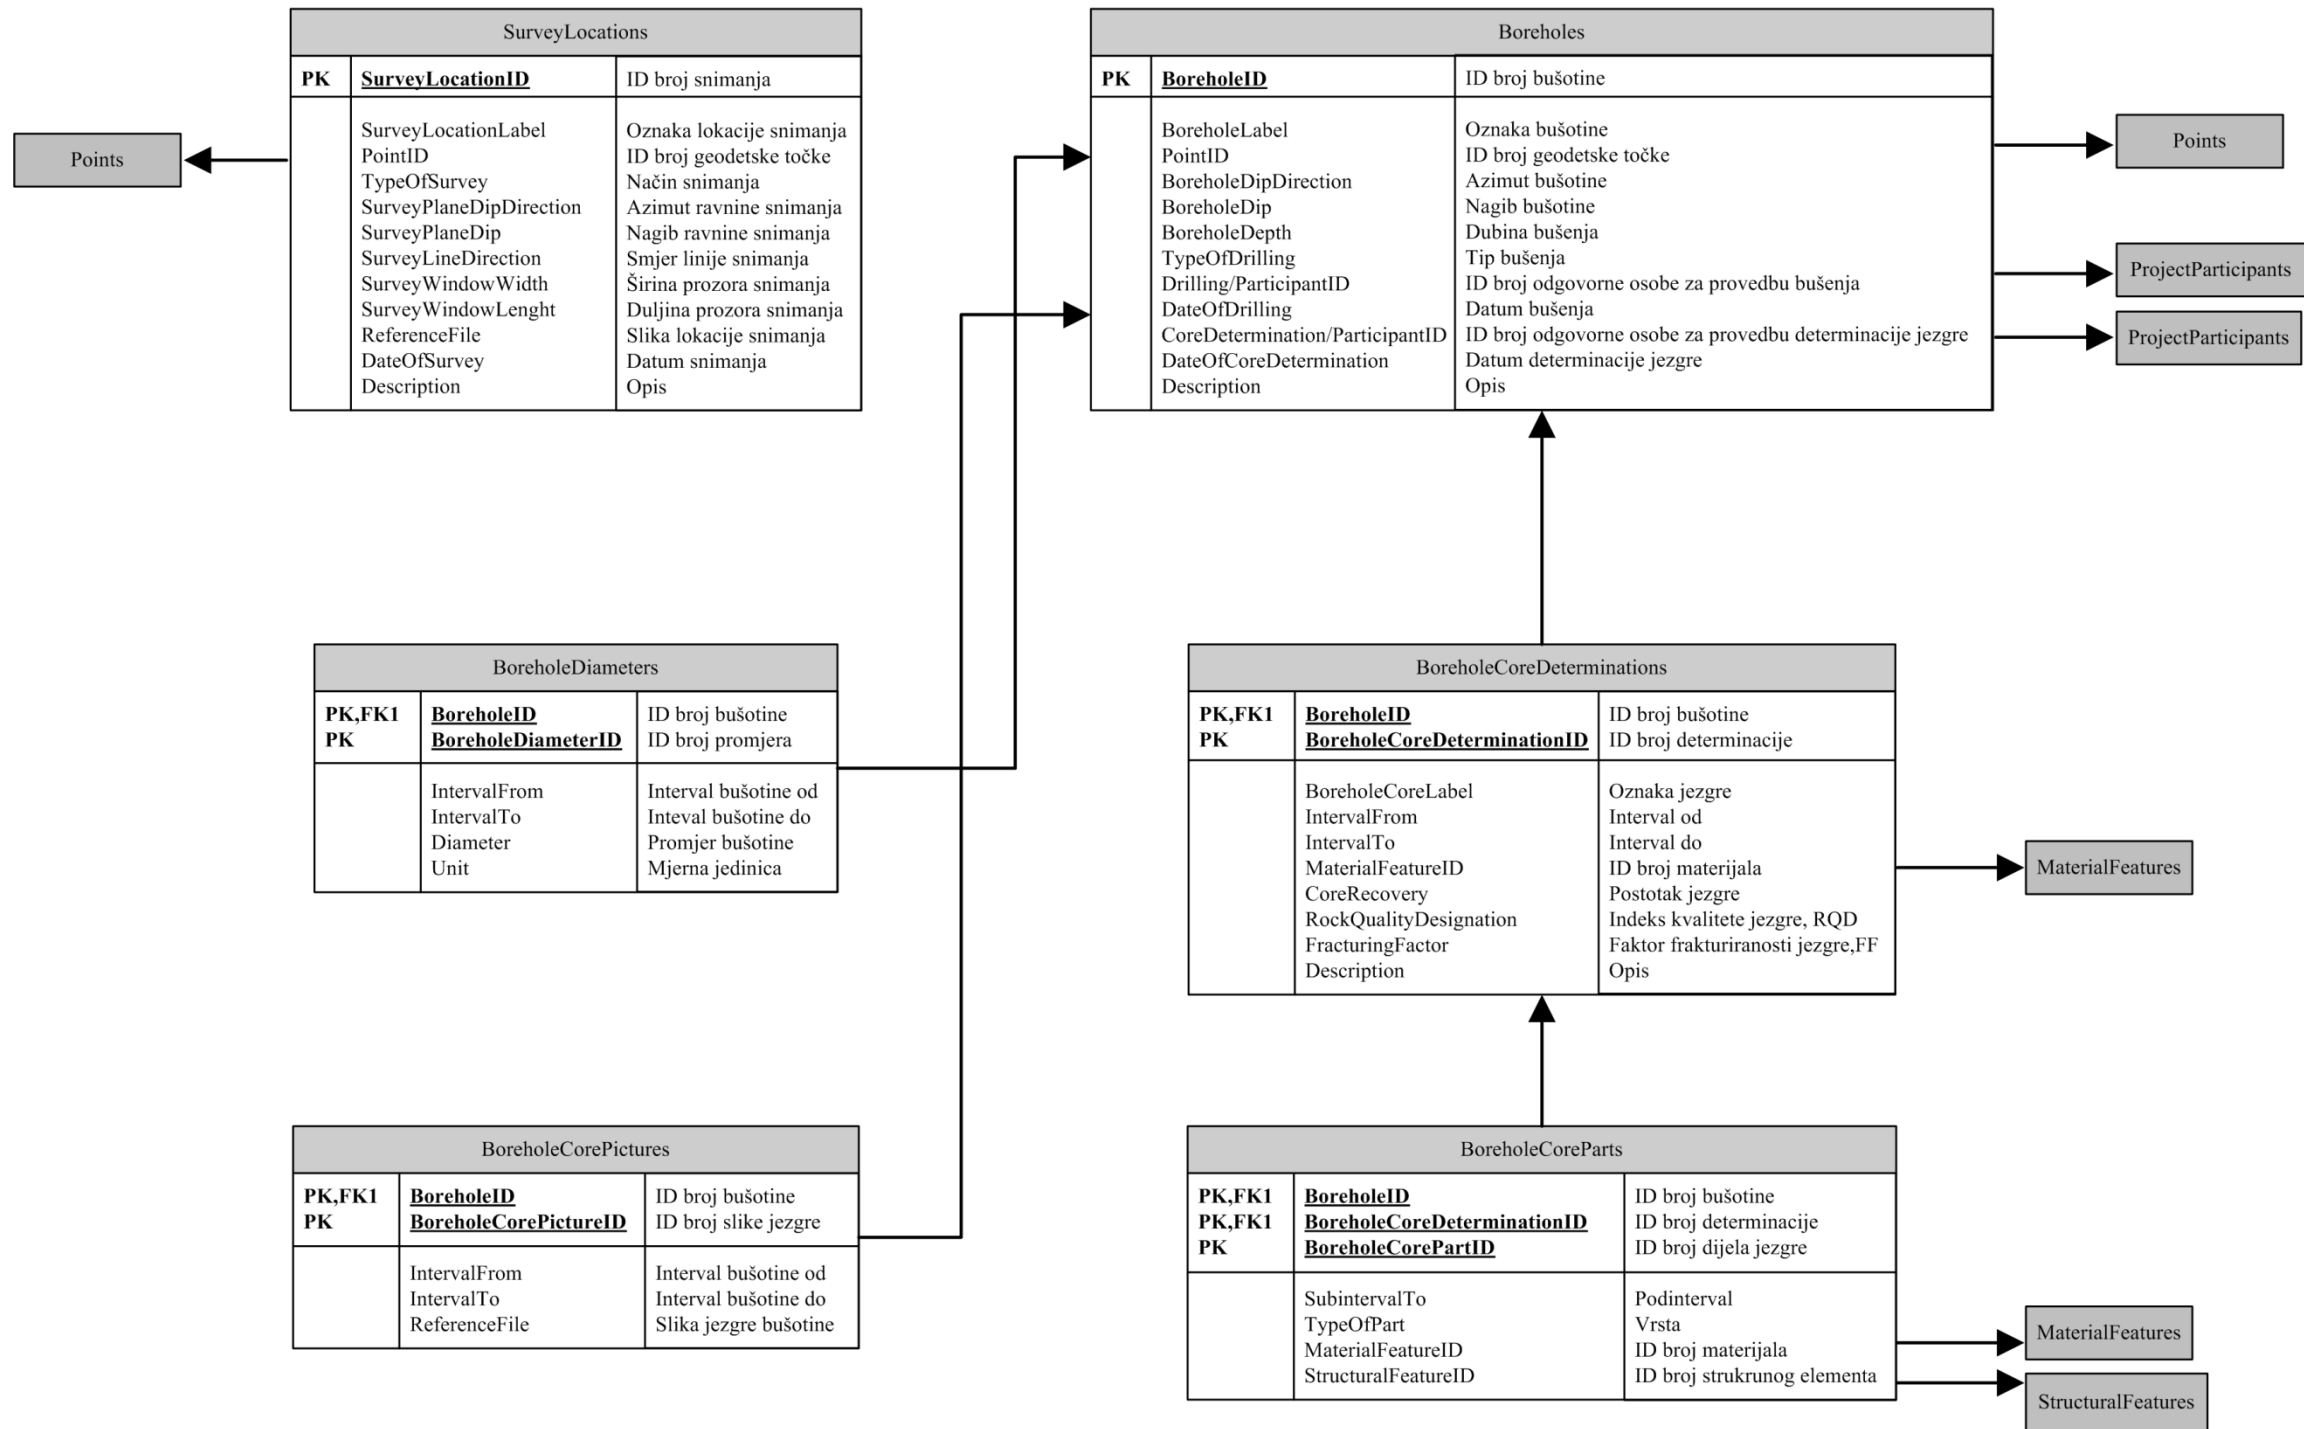 SurveyLocations
PK SurveyLocationID ID broj snimanja
SurveyLocationLabel Oznaka lokacije snimanja
PointID ID broj geodetske točke
TypeOfSurvey Način snimanja
SurveyPlaneDipDirection Azimut ravnine snimanja
SurveyPlaneDip Nagib ravnine snimanja
SurveyLineDirection Smjer linije snimanja
SurveyWindowWidth Širina prozora snimanja
SurveyWindowLenght Duljina prozora snimanja
ReferenceFile Slika lokacije snimanja
DateOfSurvey Datum snimanja
Description Opis
Points
Boreholes
PK BoreholeID ID broj bušotine
BoreholeLabel Oznaka bušotine
PointID ID broj geodetske točke
BoreholeDipDirection Azimut bušotine
BoreholeDip Nagib bušotine
BoreholeDepth Dubina bušenja
TypeOfDrilling Tip bušenja
Drilling/ParticipantID ID broj odgovorne osobe za provedbu bušenja
DateOfDrilling Datum bušenja
CoreDetermination/ParticipantID ID broj odgovorne osobe za provedbu determinacije jezgre
DateOfCoreDetermination Datum determinacije jezgre
Description Opis
Points
ProjectParticipants
ProjectParticipants
BoreholeDiameters
PK,FK1 BoreholeID ID broj bušotine
PK BoreholeDiameterID ID broj promjera
IntervalFrom Interval bušotine od
IntervalTo Inteval bušotine do
Diameter Promjer bušotine
Unit Mjerna jedinica
BoreholeCoreDeterminations
PK,FK1 BoreholeID ID broj bušotine
PK BoreholeCoreDeterminationID ID broj determinacije
BoreholeCoreLabel Oznaka jezgre
IntervalFrom Interval od
IntervalTo Interval do
MaterialFeatureID ID broj materijala
CoreRecovery Postotak jezgre
RockQualityDesignation Indeks kvalitete jezgre, RQD
FracturingFactor Faktor frakturiranosti jezgre,FF
Description Opis
MaterialFeatures
BoreholeCorePictures
PK,FK1 BoreholeID ID broj bušotine
PK BoreholeCorePictureID ID broj slike jezgre
IntervalFrom Interval bušotine od
IntervalTo Interval bušotine do
ReferenceFile Slika jezgre bušotine
BoreholeCoreParts
PK,FK1 BoreholeID ID broj bušotine
PK,FK1 BoreholeCoreDeterminationID ID broj determinacije
PK BoreholeCorePartID ID broj dijela jezgre
SubintervalTo Podinterval
TypeOfPart Vrsta
MaterialFeatureID ID broj materijala
StructuralFeatureID ID broj strukrunog elementa
MaterialFeatures
StructuralFeatures